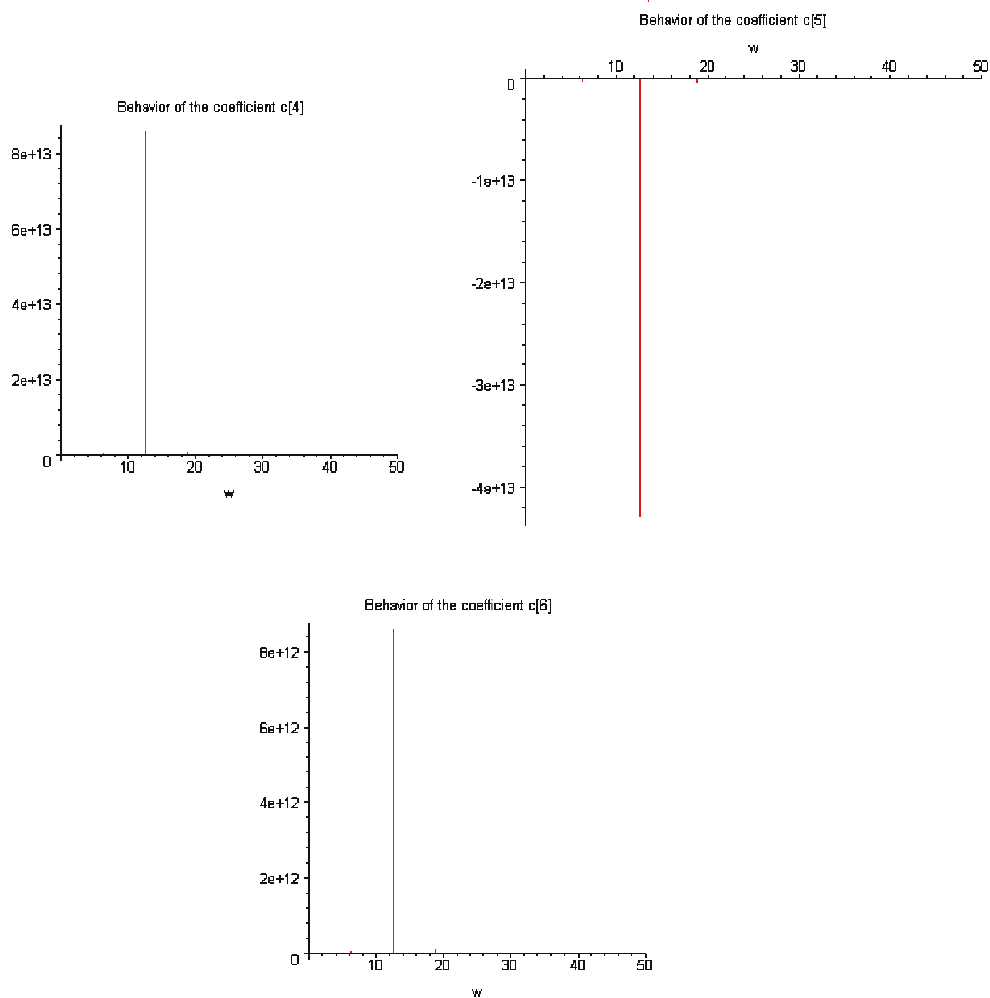 Behavior of the coefficient c[4]
8e+13
6e+13
4e+13
2e+13
0
10 20 30 40 50
w
Behavior of the coefficient c[5]
w
10 20 30 40 50
0
-1e+13
-2e+13
-3e+13
-4e+13
Behavior of the coefficient c[6]
8e+12
6e+12
4e+12
2e+12
0
10 20 30 40 50
w